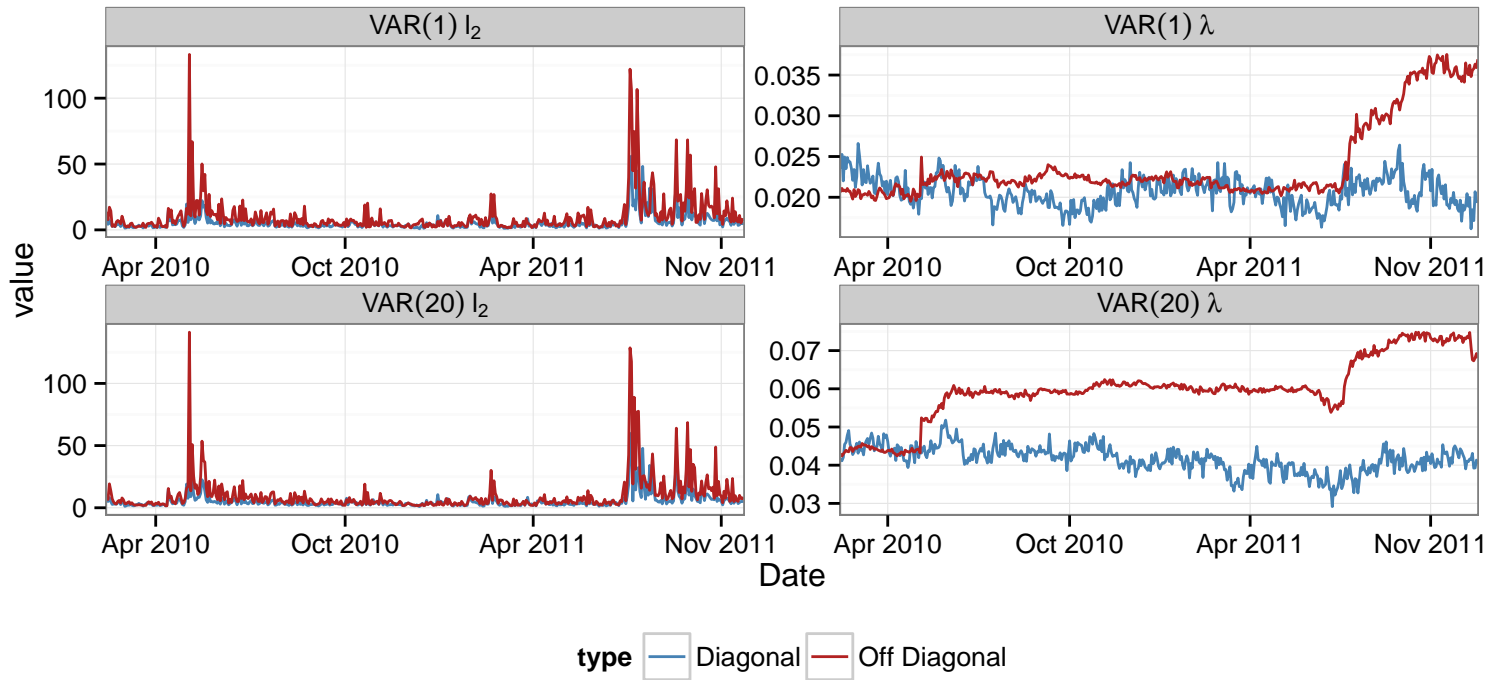 VAR(1) l₂
VAR(1) λ
100
50
0
0.035
0.030
0.025
0.020
Apr 2010 Oct 2010 Apr 2011 Nov 2011
Apr 2010 Oct 2010 Apr 2011 Nov 2011
value
VAR(20) l₂
VAR(20) λ
100
50
0
0.07
0.06
0.05
0.04
0.03
Apr 2010 Oct 2010 Apr 2011 Nov 2011
Apr 2010 Oct 2010 Apr 2011 Nov 2011
Date
type Diagonal Off Diagonal